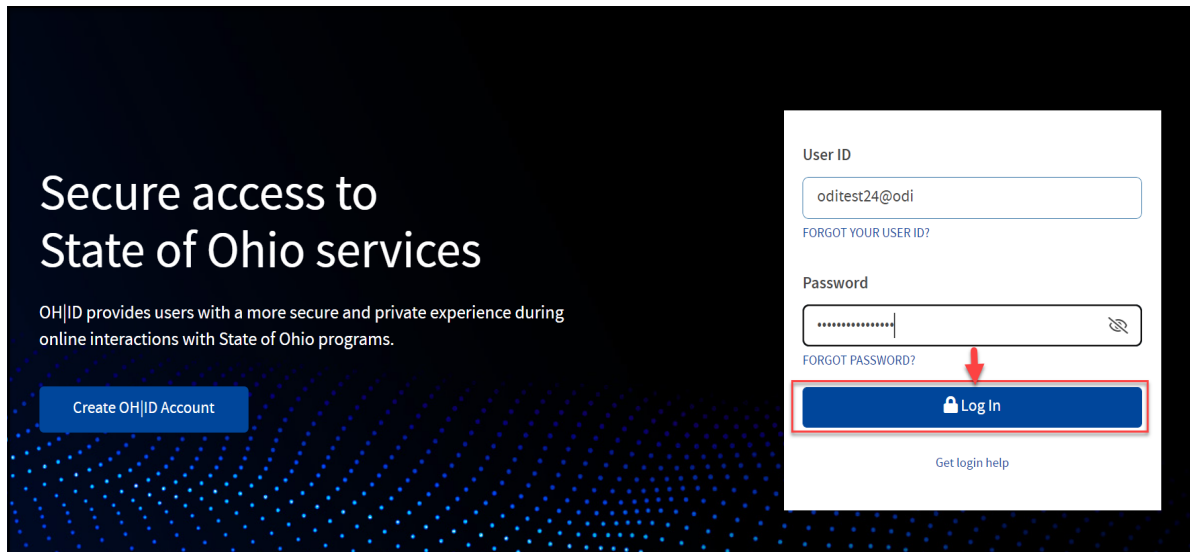 Secure access to
State of Ohio services
OH|ID provides users with a more secure and private experience during
online interactions with State of Ohio programs.
Create OH|ID Account
User ID
oditest24@odi
FORGOT YOUR USER ID?
Password
••••••••••••••••
FORGOT PASSWORD?
Log In
Get login help